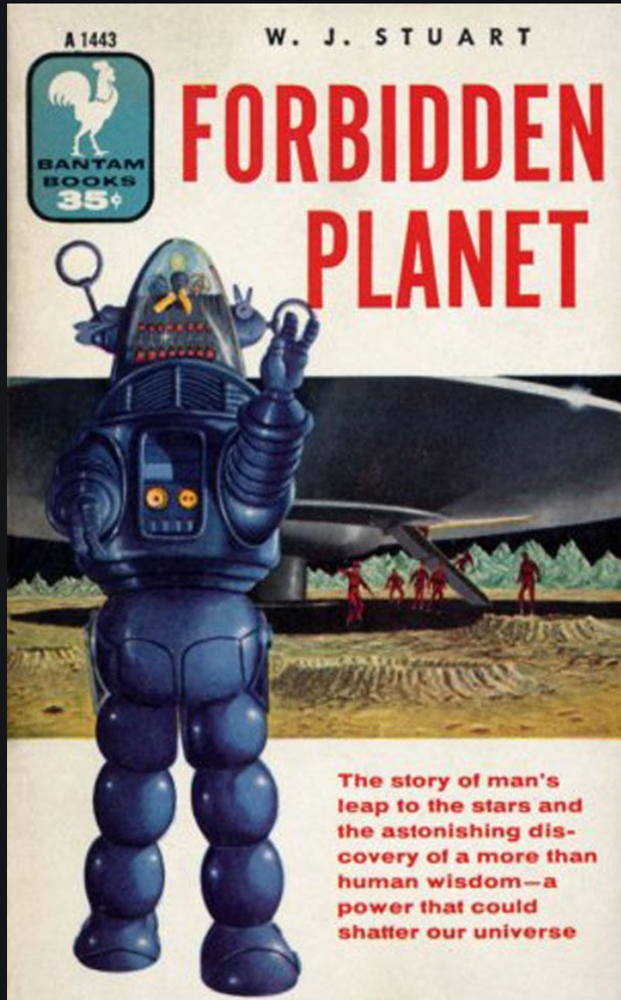 A 1443
W. J. STUART
BANTAM
BOOKS
35¢
FORBIDDEN
PLANET
The story of man's
leap to the stars and
the astonishing dis-
covery of a more than
human wisdom—a
power that could
shatter our universe